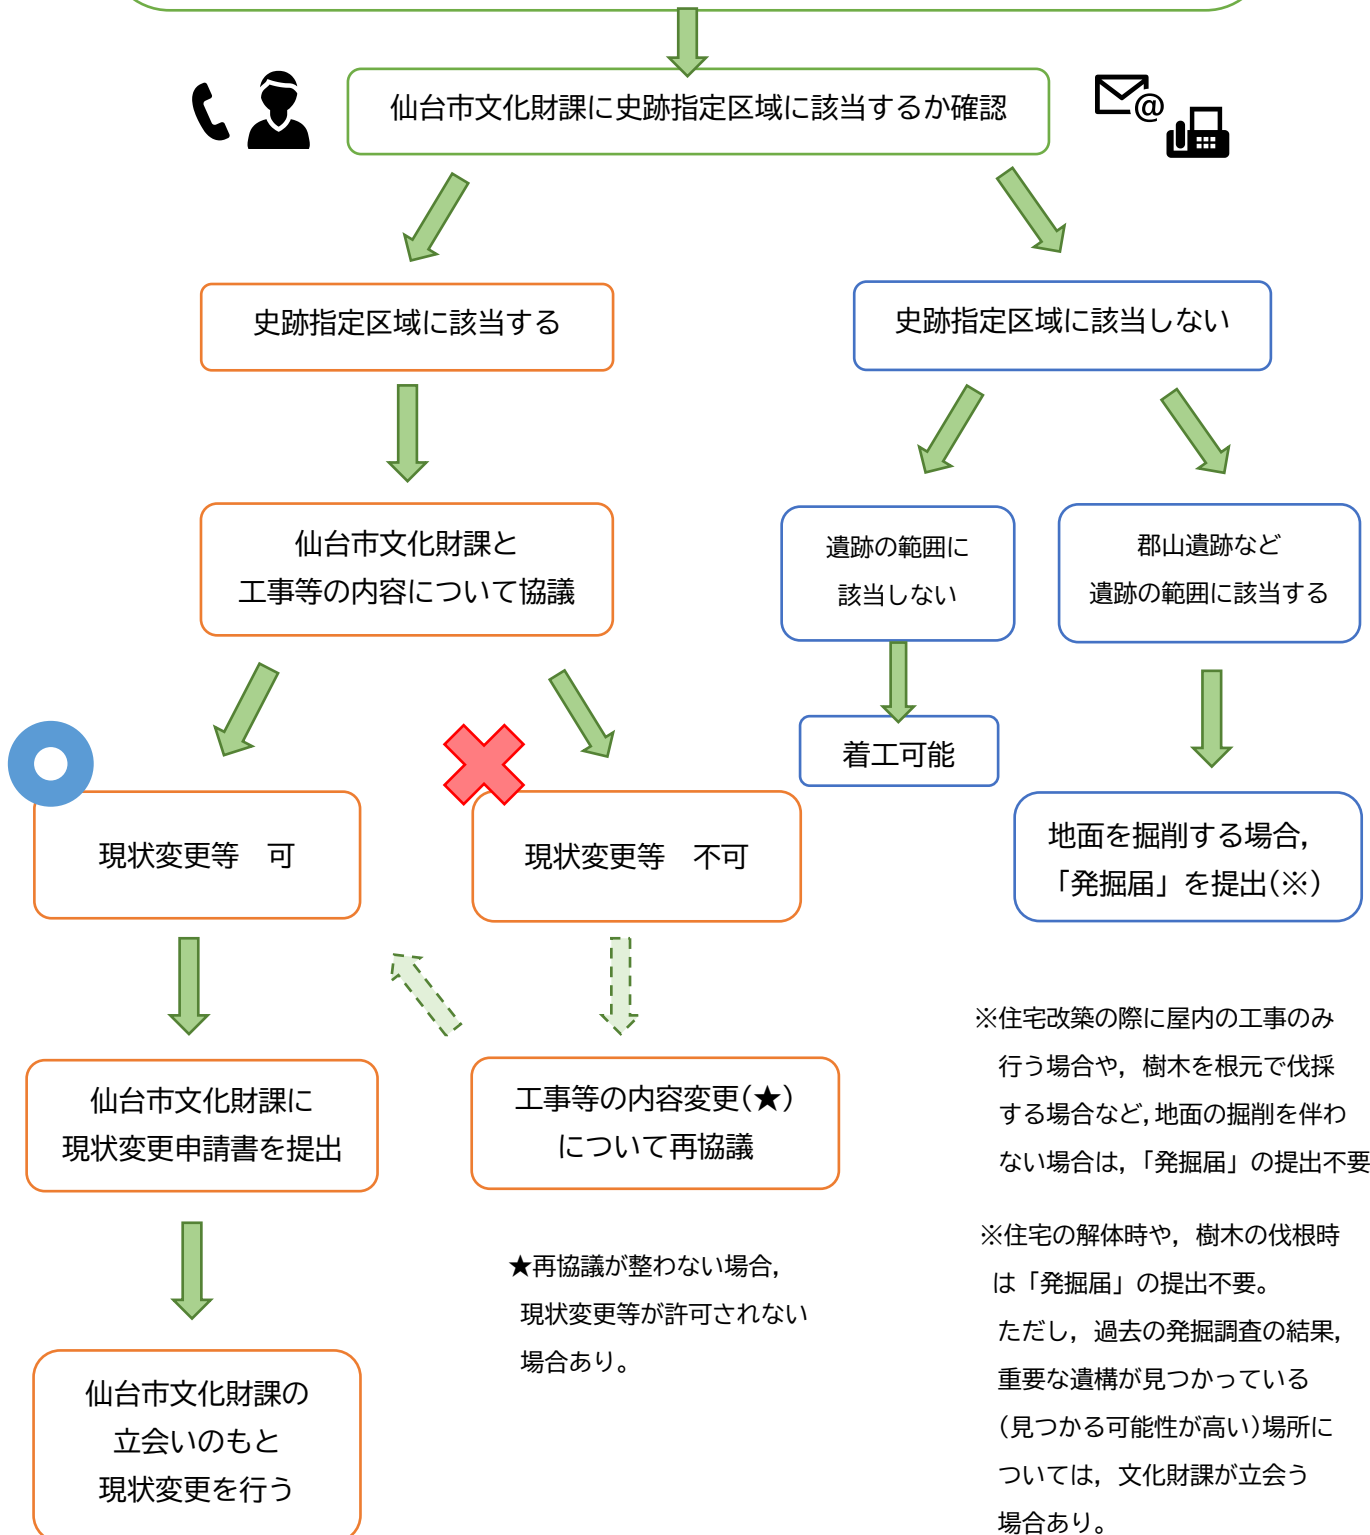 仙台市文化財課に史跡指定区域に該当するか確認
@
史跡指定区域に該当する
史跡指定区域に該当しない
仙台市文化財課と
工事等の内容について協議
遺跡の範囲に
該当しない
郡山遺跡など
遺跡の範囲に該当する
着工可能
現状変更等　可
現状変更等　不可
地面を掘削する場合,
「発掘届」を提出(※)
仙台市文化財課に
現状変更申請書を提出
工事等の内容変更(★)
について再協議
仙台市文化財課の
立会いのもと
現状変更を行う
★再協議が整わない場合,
現状変更等が許可されない
場合あり。
※住宅改築の際に屋内の工事のみ
行う場合や, 樹木を根元で伐採
する場合など, 地面の掘削を伴わ
ない場合は, 「発掘届」の提出不要
※住宅の解体時や, 樹木の伐根時
は「発掘届」の提出不要。
ただし, 過去の発掘調査の結果,
重要な遺構が見つかっている
(見つかる可能性が高い)場所に
ついては, 文化財課が立会う
場合あり。